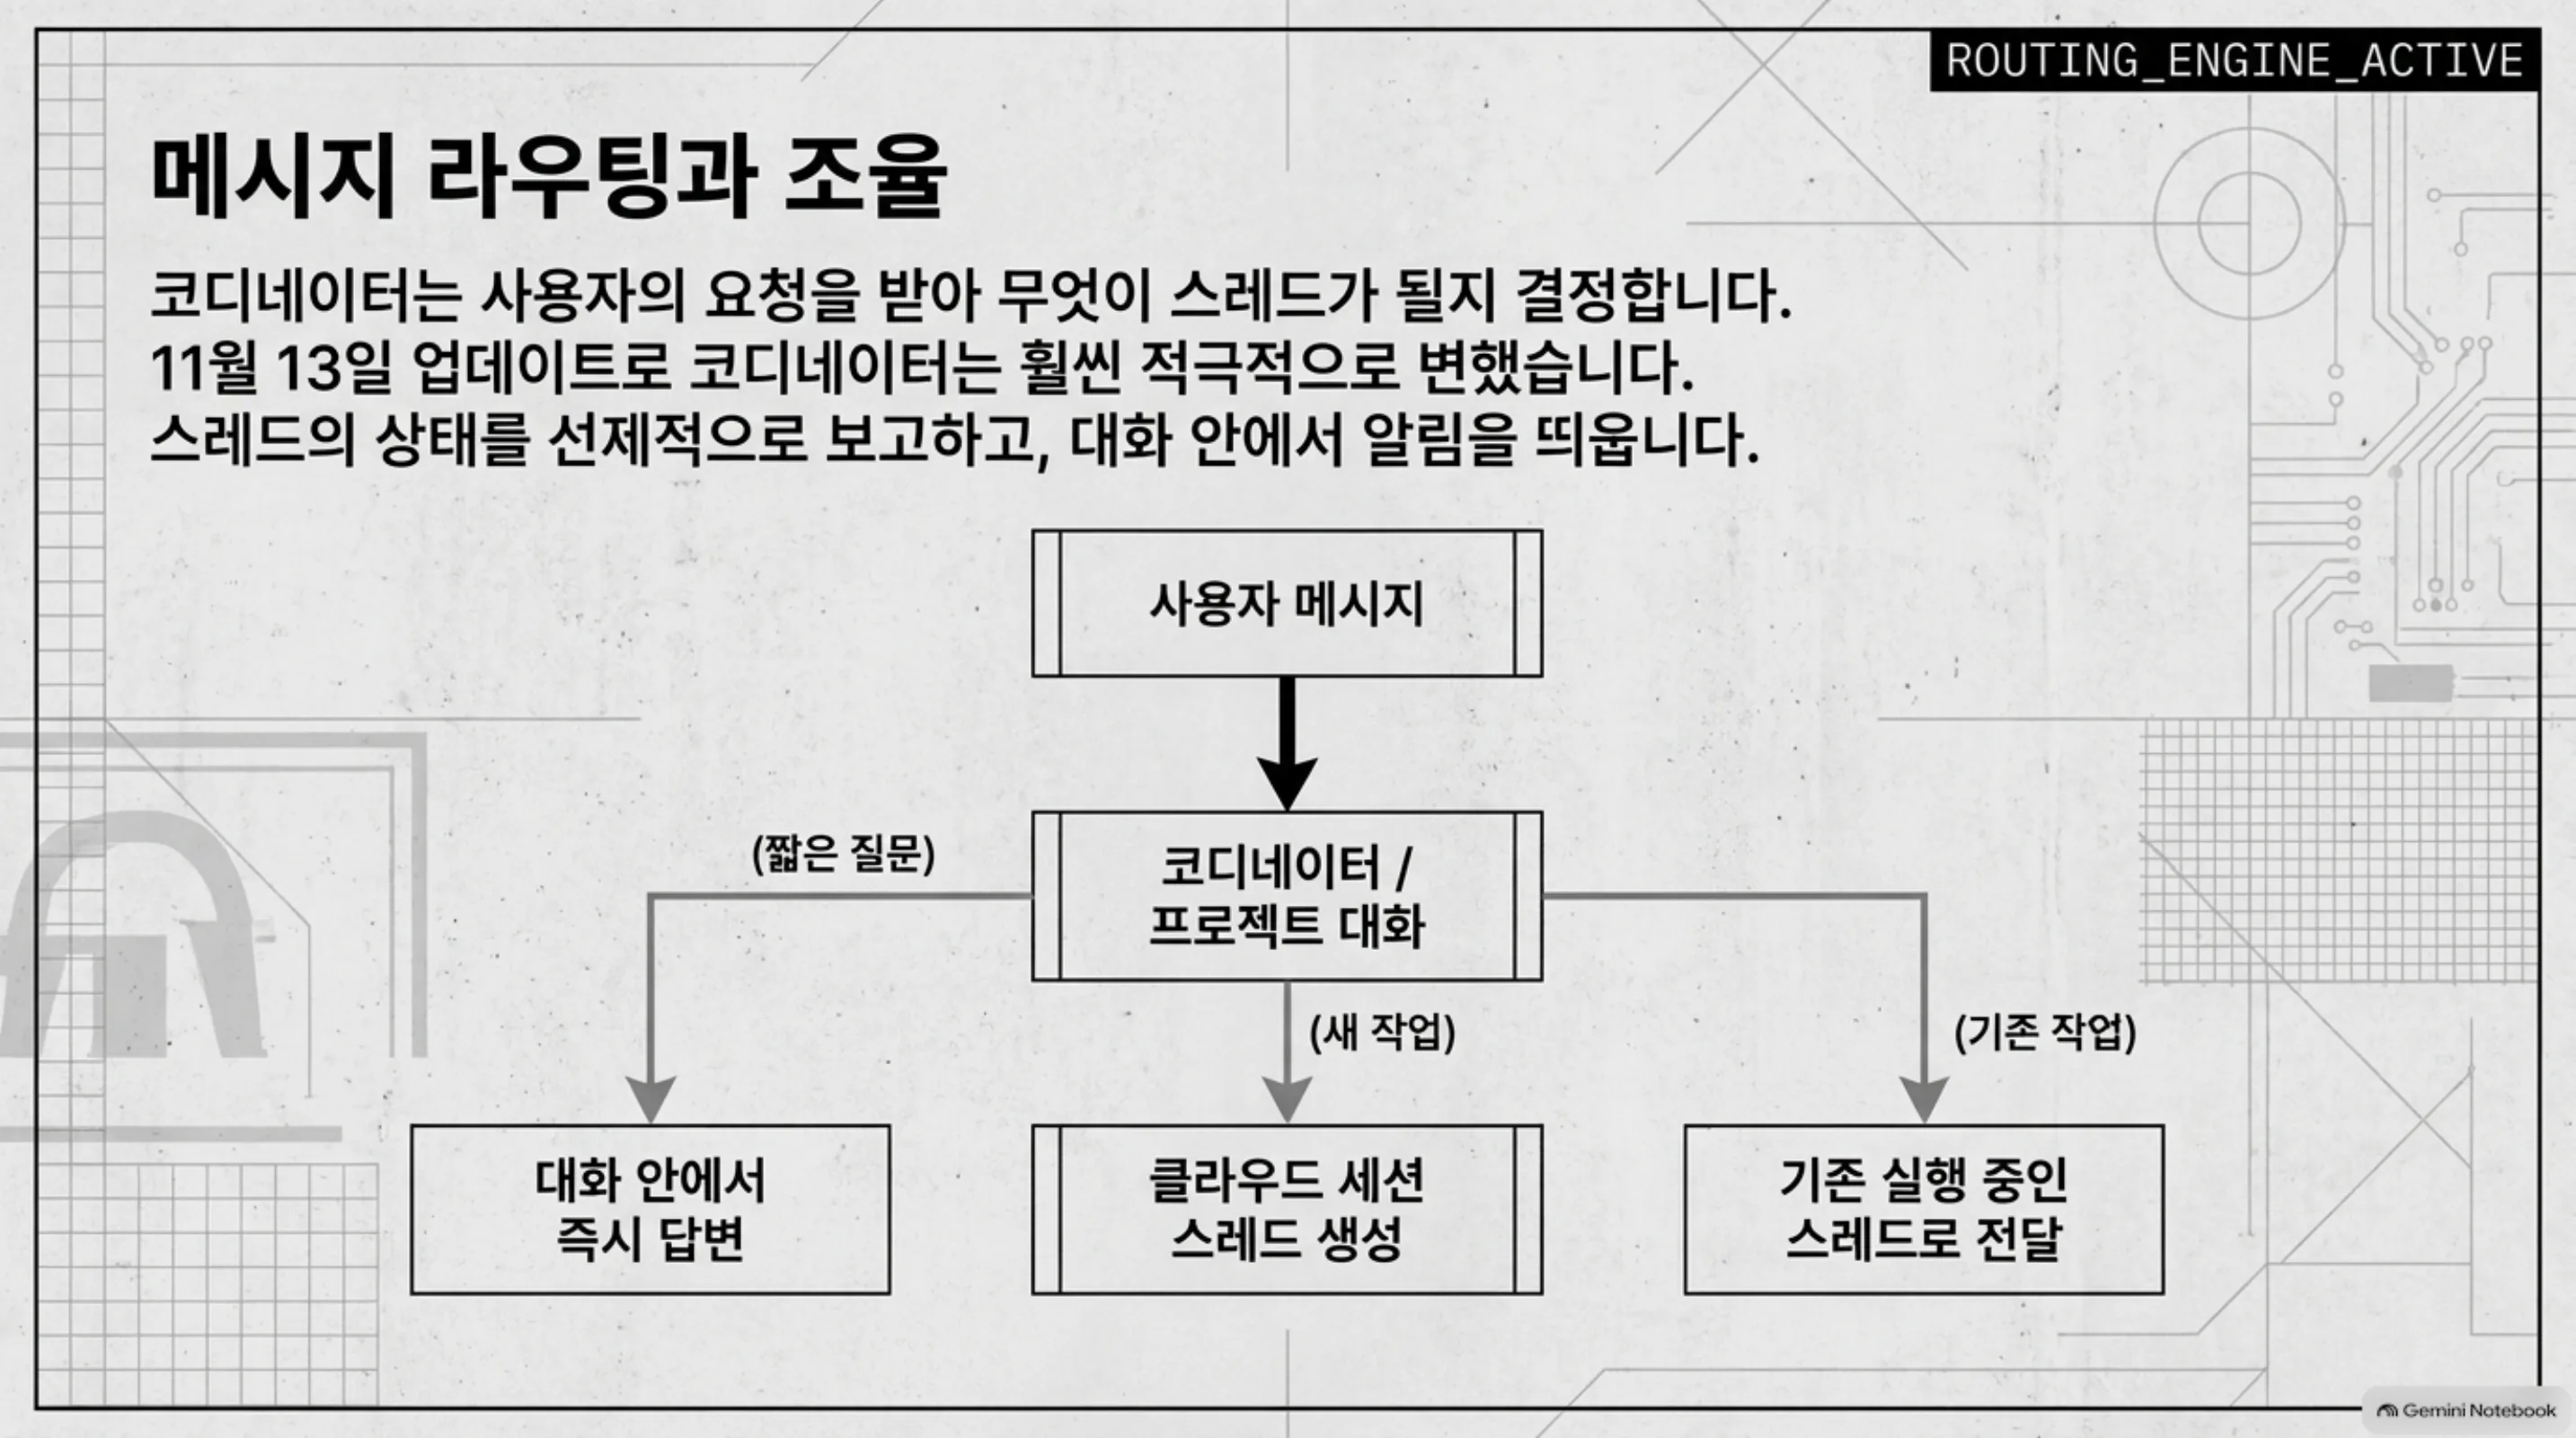 ROUTING_ENGINE_ACTIVE
메시지 라우팅과 조율
코디네이터는 사용자의 요청을 받아 무엇이 스레드가 될지 결정합니다.
11월 13일 업데이트로 코디네이터는 훨씬 적극적으로 변했습니다.
스레드의 상태를 선제적으로 보고하고, 대화 안에서 알림을 띄웁니다.
사용자 메시지
(짧은 질문)
코디네이터 /
프로젝트 대화
(새 작업)
(기존 작업)
대화 안에서
즉시 답변
클라우드 세션
스레드 생성
기존 실행 중인
스레드로 전달
Gemini Notebook